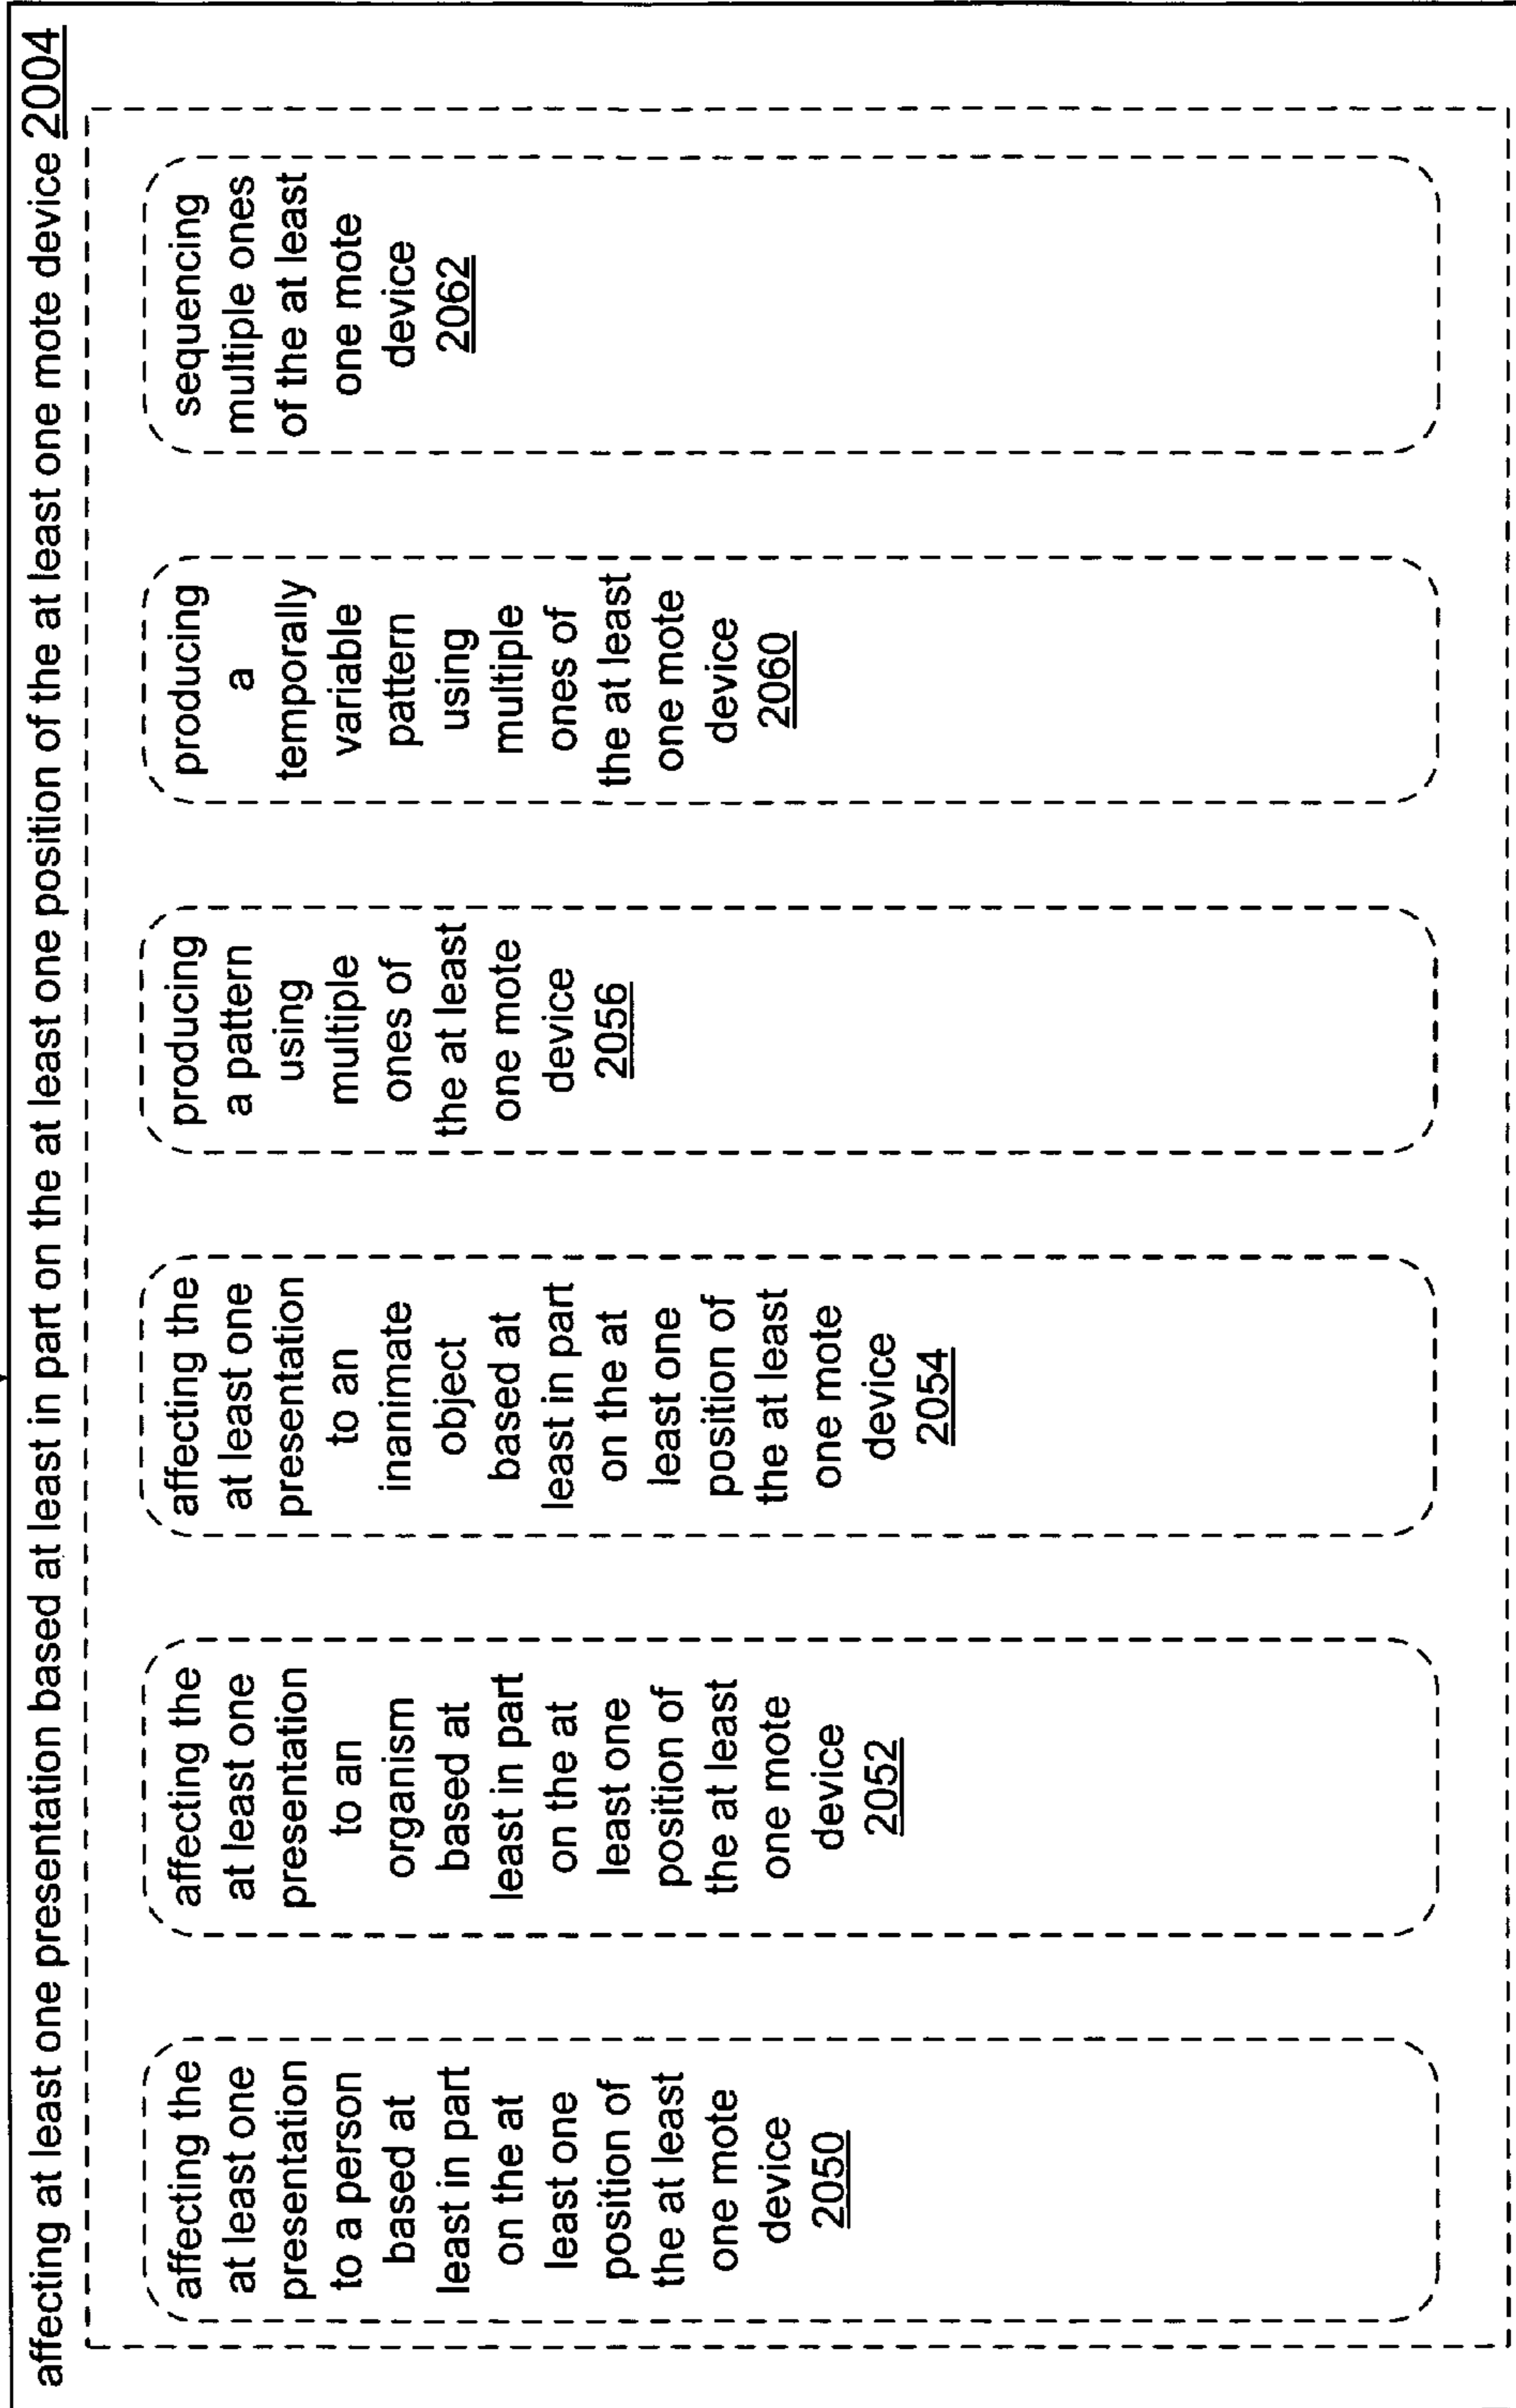 affecting at least one presentation based at least in part on the at least one position of the at least one mote device 2004
affecting the
at least one
presentation
to a person
based at
least in part
on the at
least one
position of
the at least
one mote
device
2050
affecting the
at least one
presentation
to an
organism
based at
least in part
on the at
least one
position of
the at least
one mote
device
2052
affecting the
at least one
presentation
to an
inanimate
object
based at
least in part
on the at
least one
position of
the at least
one mote
device
2054
producing
a pattern
using
multiple
ones of
the at least
one mote
device
2056
producing
a
temporally
variable
pattern
using
multiple
ones of
the at least
one mote
device
2060
sequencing
multiple ones
of the at least
one mote
device
2062